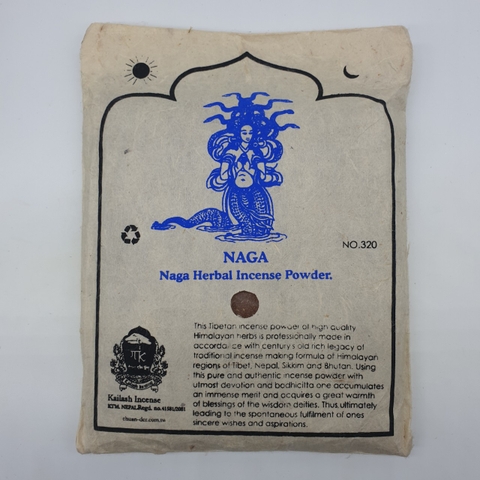 NO.320
NAGA
Naga Herbal Incense Powder.
This Tibetan incense powder of high quality
Himalayan herbs is professionally made in
accordance with century's old rich legacy of
traditional incense making formula of Himalayan
regions of Tibet, Nepal, Sikkim and Bhutan. Using
this pure and authentic incense powder with
utmost devotion and bodhicitta one accumulates
an immense merit and acquires a great warmth
of blessings of the wisdom deities. Thus ultimately
leading to the spontaneous fulfilment of ones
sincere wishes and aspirations.
Kailash Incense
KTM. NEPAL.Regd. no.